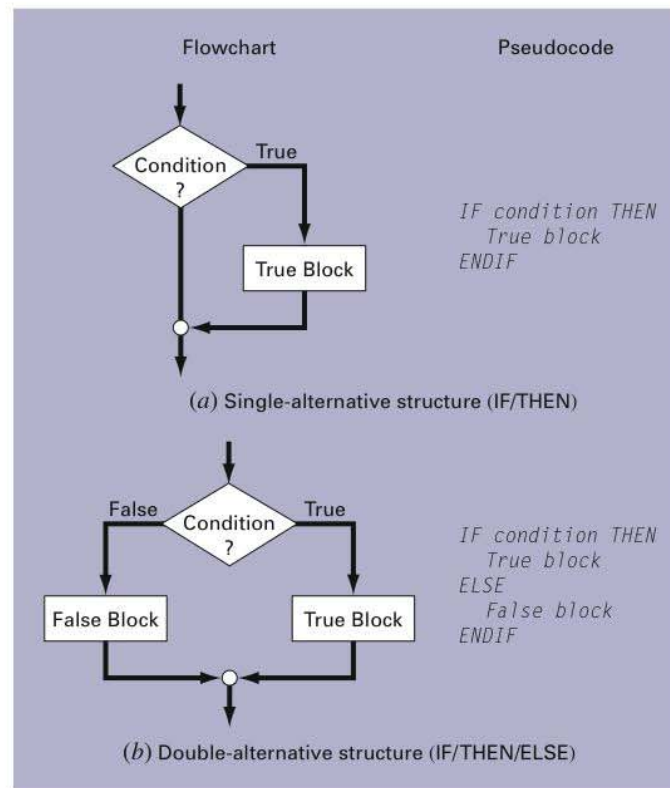 Flowchart Pseudocode
Condition
?
True
True Block
IF condition THEN
True block
ENDIF
(a) Single-alternative structure (IF/THEN)
False
Condition
?
True
False Block
True Block
IF condition THEN
True block
ELSE
False block
ENDIF
(b) Double-alternative structure (IF/THEN/ELSE)